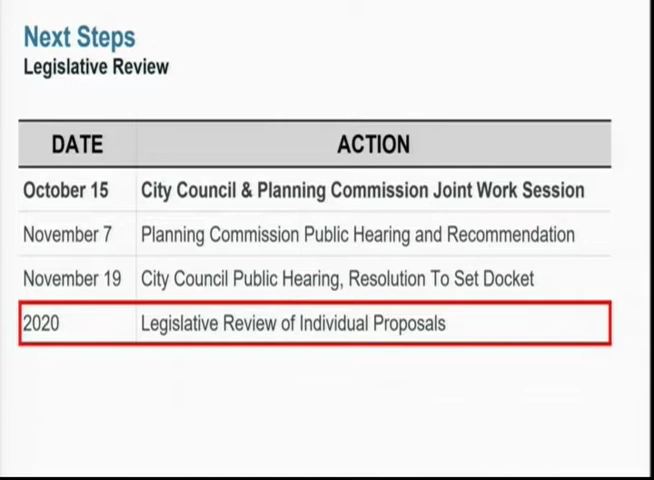 Next Steps
Legislative Review
DATE ACTION
October 15 City Council & Planning Commission Joint Work Session
November 7 Planning Commission Public Hearing and Recommendation
November 19 City Council Public Hearing, Resolution To Set Docket
2020 Legislative Review of Individual Proposals